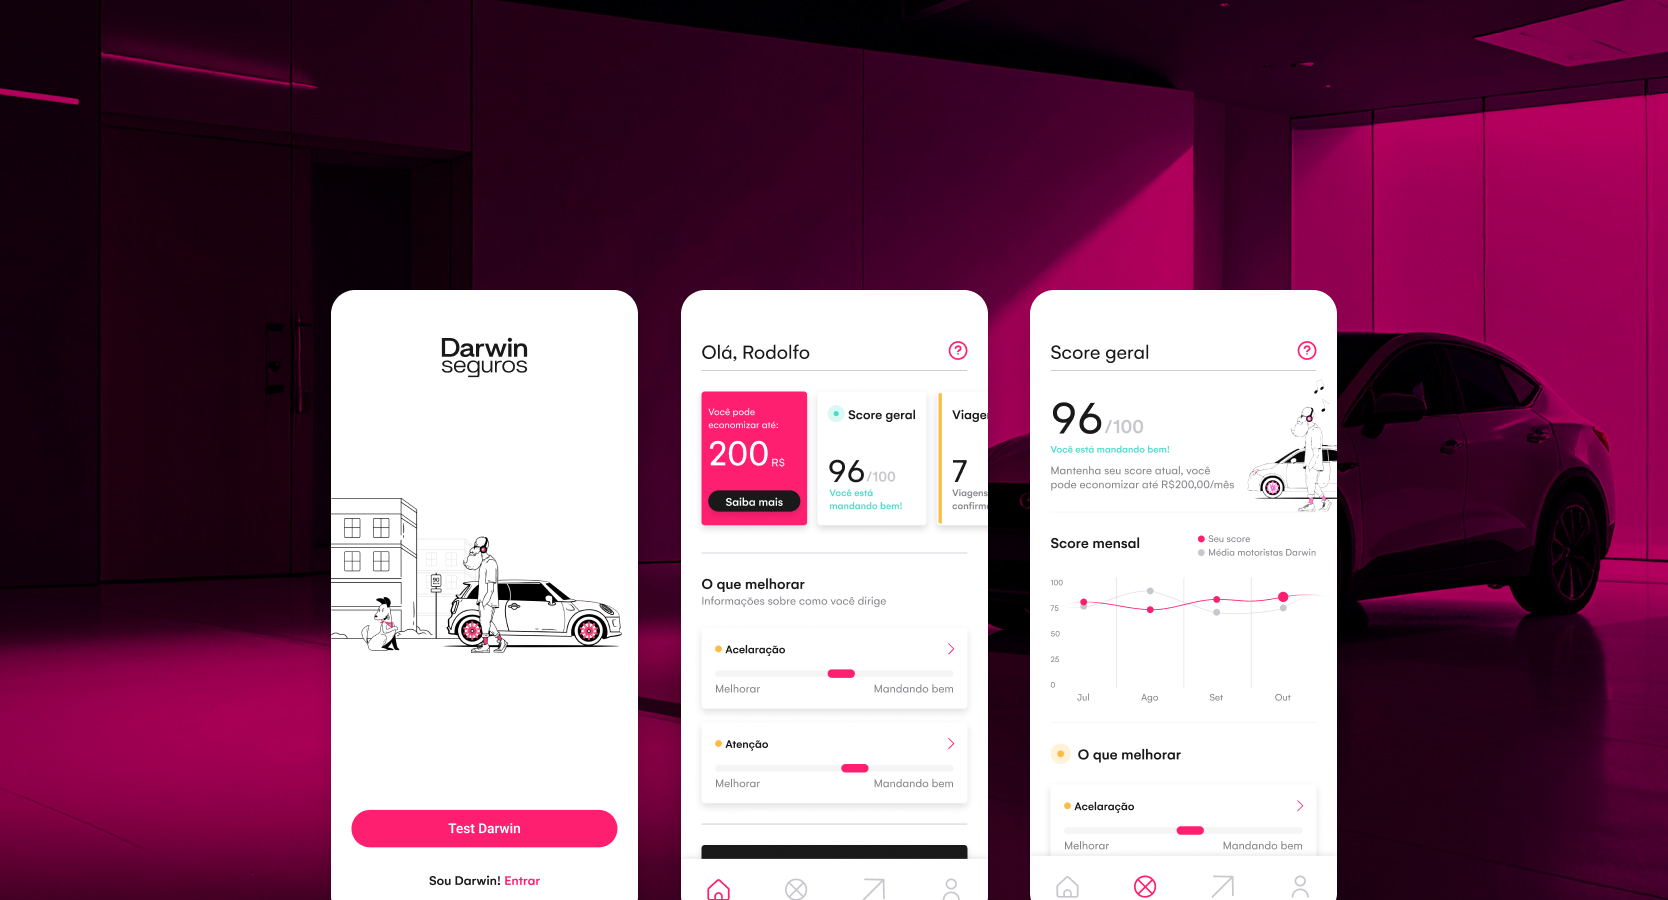 Darwin
seguros
90
Test Darwin
Sou Darwin! Entrar
Olá, Rodolfo
?
Você pode
economizar até:
200 R$
Saiba mais
Score geral
96/100
Você está
mandando bem!
Viage
7
Viagens
confirm
O que melhorar
Informações sobre como você dirige
Acelaração
Melhorar Mandando bem
Atenção
Melhorar Mandando bem
Score geral
?
96/100
Você está mandando bem!
Mantenha seu score atual, você
pode economizar até R$200,00/mês
Score mensal
Seu score
Média motoristas Darwin
100
75
50
25
0
Jul Ago Set Out
O que melhorar
Acelaração
Melhorar Mandando bem